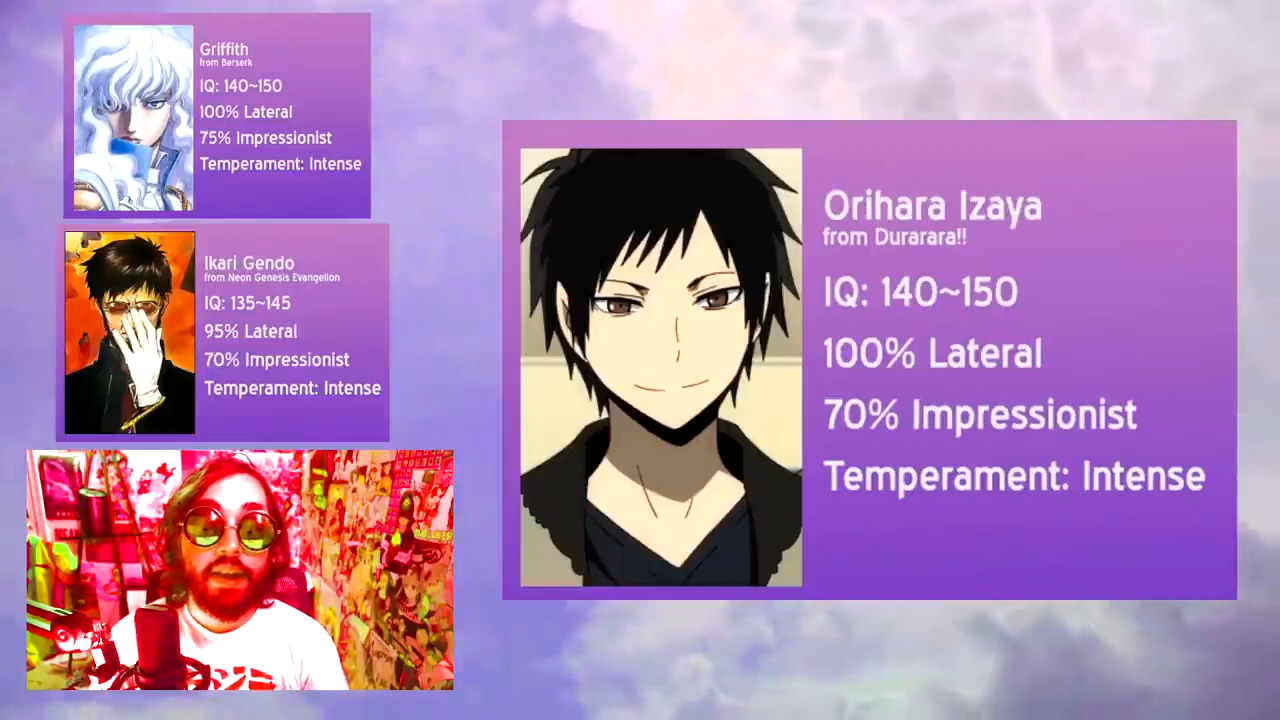 Griffith
from Berserk
IQ: 140~150
100% Lateral
75% Impressionist
Temperament: Intense
Ikari Gendo
from Neon Genesis Evangelion
IQ: 135~145
95% Lateral
70% Impressionist
Temperament: Intense
Orihara Izaya
from Durarara!!
IQ: 140~150
100% Lateral
70% Impressionist
Temperament: Intense